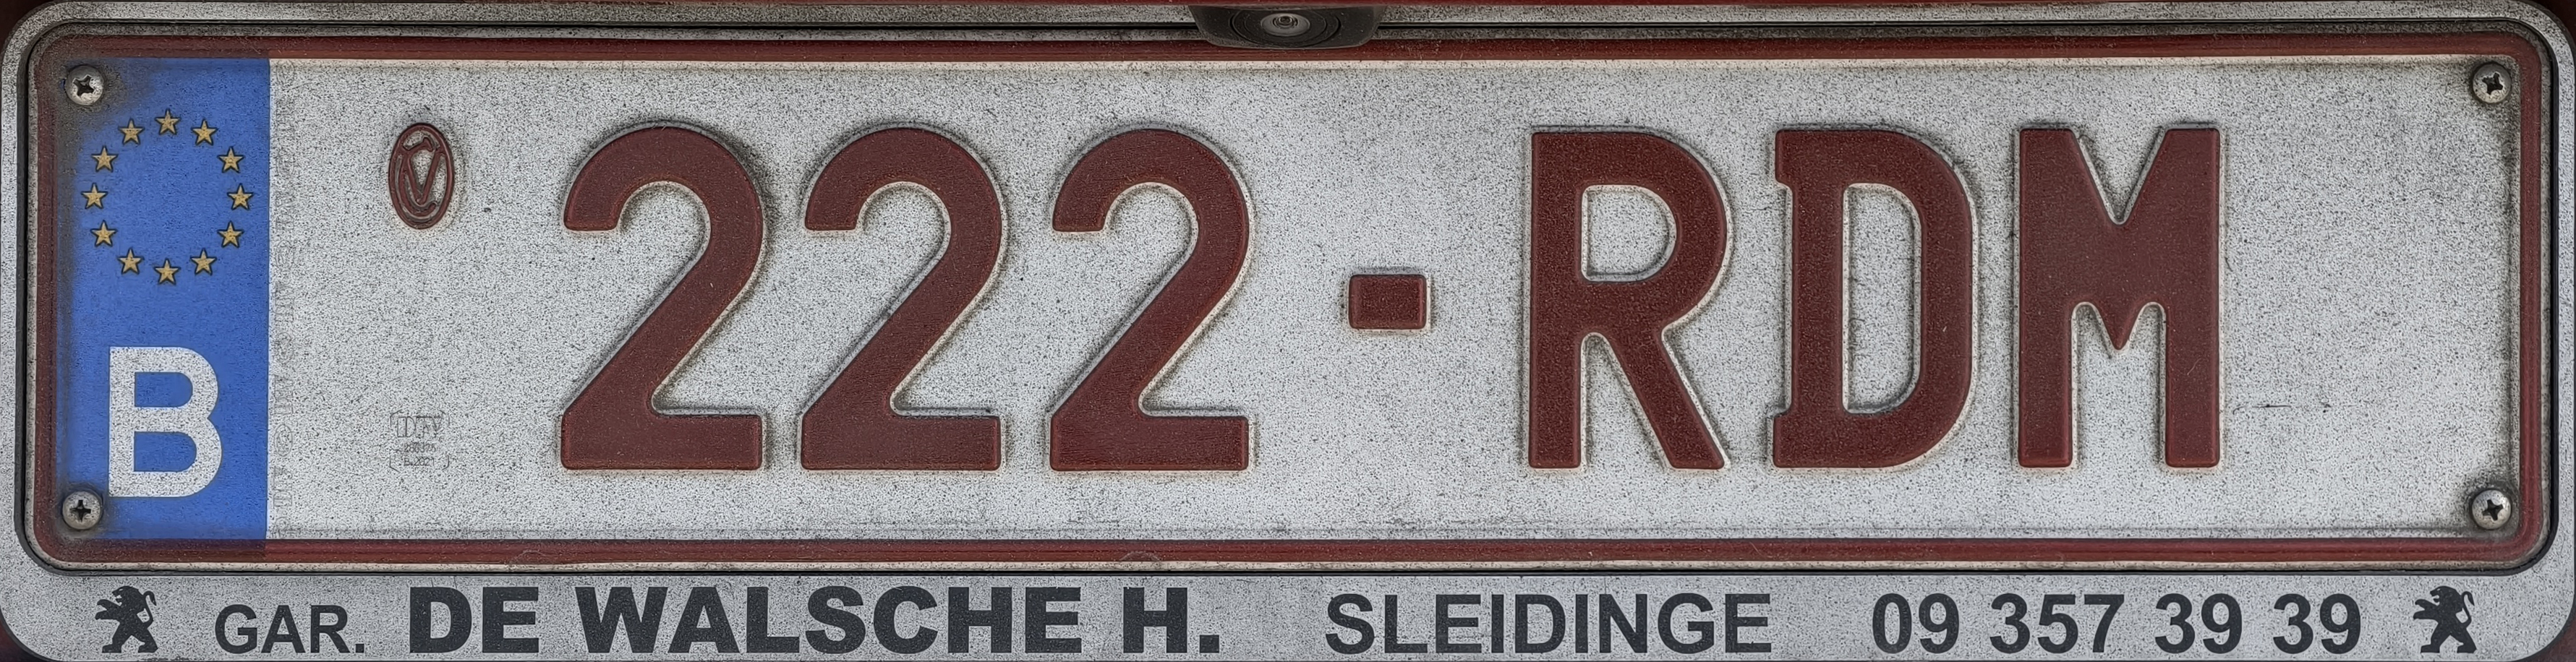 B
222-RDM
GAR. DE WALSCHE H. SLEIDINGE 09 357 39 39